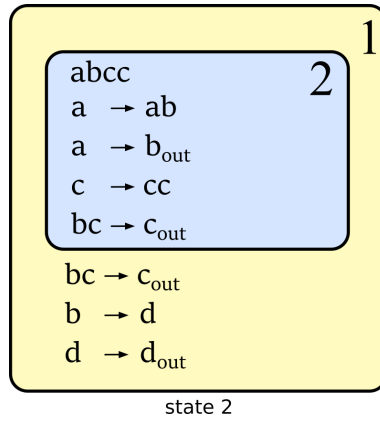 1
2
abcc
a → ab
a → b_out
c → cc
bc → c_out
bc → c_out
b → d
d → d_out
state 2